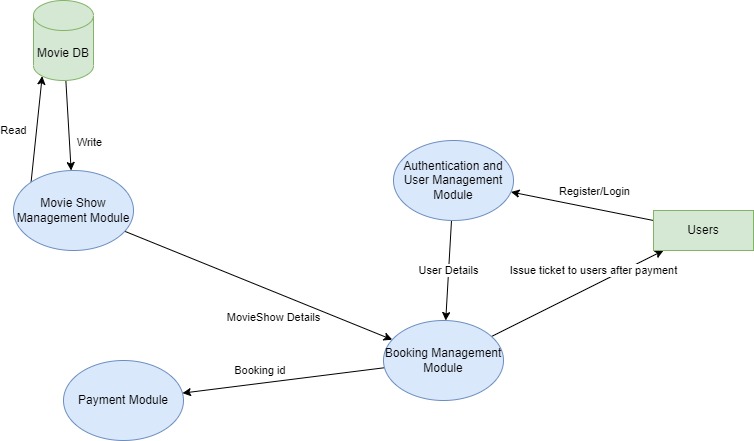 Movie DB
Read
Write
Authentication and
User Management
Module
Register/Login
Movie Show
Management Module
Users
User Details
Issue ticket to users after payment
MovieShow Details
Booking Management
Module
Booking id
Payment Module